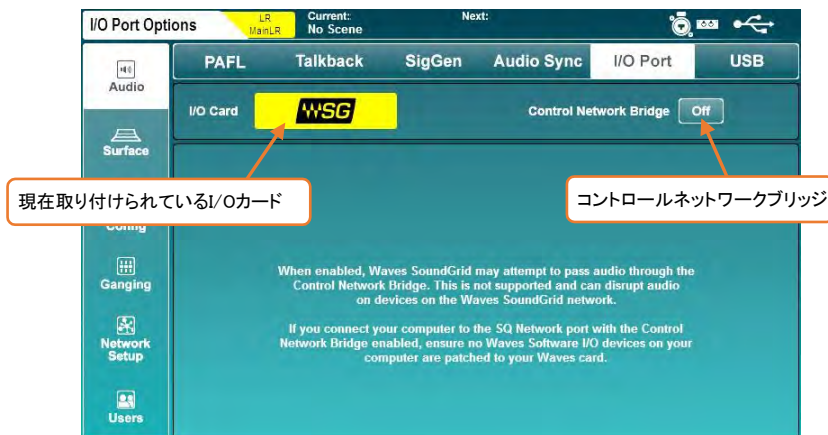 I/O Port Options
LR
MainLR
Current:
No Scene
Next:
Audio
PAFL
Talkback
SigGen
Audio Sync
I/O Port
USB
I/O Card
WSG
Control Network Bridge
Off
Surface
現在取り付けられているI/Oカード
コントロールネットワークブリッジ
Config
Ganging
Network
Setup
Users
When enabled, Waves SoundGrid may attempt to pass audio through the
Control Network Bridge. This is not supported and can disrupt audio
on devices on the Waves SoundGrid network.
If you connect your computer to the SQ Network port with the Control
Network Bridge enabled, ensure no Waves Software I/O devices on your
computer are patched to your Waves card.